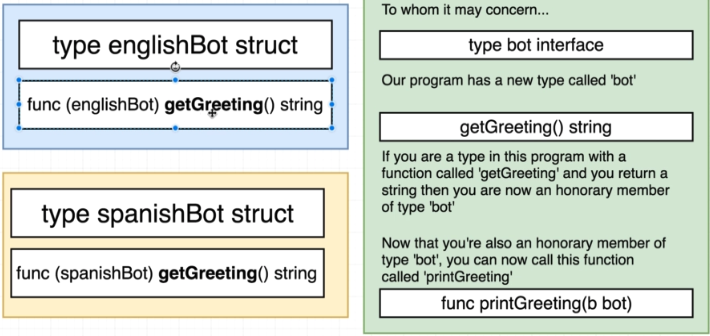 type englishBot struct
func (englishBot) getGreeting() string
type spanishBot struct
func (spanishBot) getGreeting() string
To whom it may concern...
type bot interface
Our program has a new type called 'bot'
getGreeting() string
If you are a type in this program with a
function called 'getGreeting' and you return a
string then you are now an honorary member
of type 'bot'
Now that you're also an honorary member of
type 'bot', you can now call this function
called 'printGreeting'
func printGreeting(b bot)